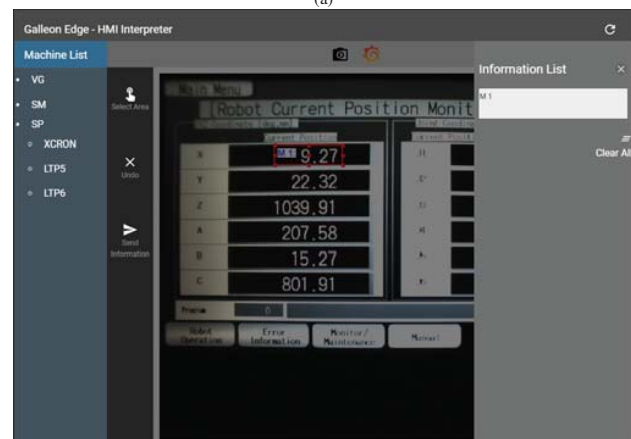 (a)
Galleon Edge - HMI Interpreter
Machine List
VG
SM
SP
XCRON
LTP5
LTP6
Select Area
Undo
Send
Information
Information List
×
M 1
Clear All
Main Menu
Robot Current Position Monit
Current Position
X M 1 9.27
Y 22.32
Z 1039.91
A 207.58
B 15.27
C 801.91
0
Robot
Operation
Error
Information
Monitor/
Maintenance
Manual